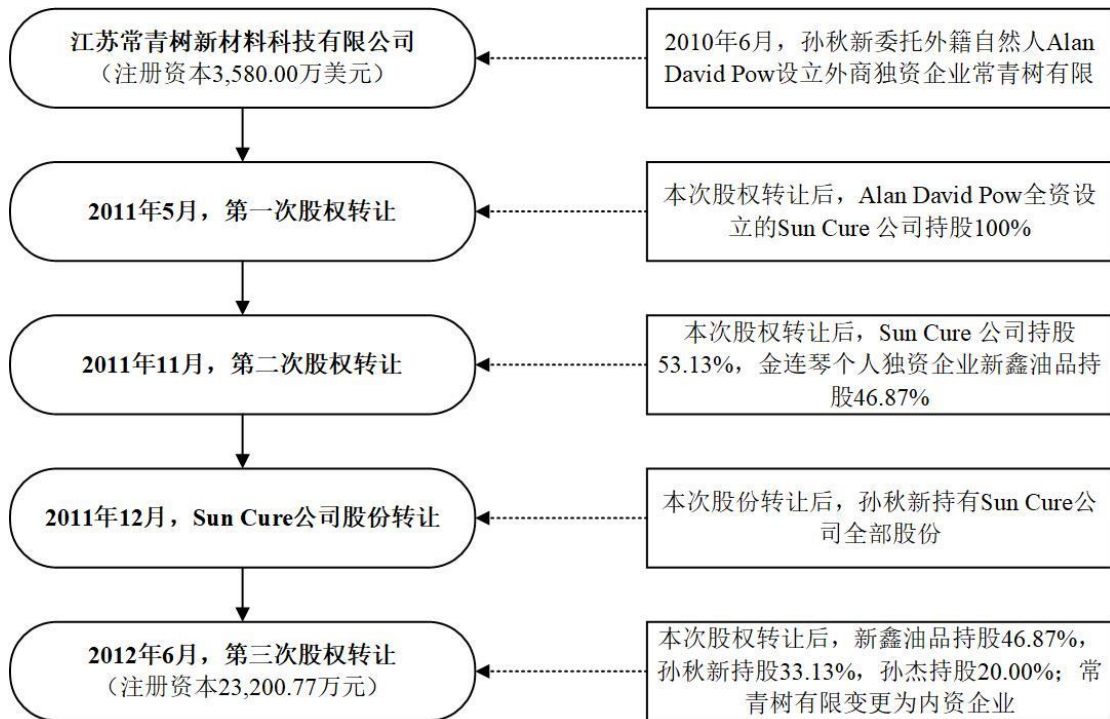 江苏常青树新材料科技有限公司
（注册资本3,580.00万美元）
2010年6月，孙秋新委托外籍自然人Alan
David Pow设立外商独资企业常青树有限
2011年5月，第一次股权转让
本次股权转让后，Alan David Pow全资设
立的Sun Cure 公司持股100%
2011年11月，第二次股权转让
本次股权转让后，Sun Cure 公司持股
53.13%，金连琴个人独资企业新鑫油品持
股46.87%
2011年12月，Sun Cure公司股份转让
本次股份转让后，孙秋新持有Sun Cure公
司全部股份
2012年6月，第三次股权转让
（注册资本23,200.77万元）
本次股权转让后，新鑫油品持股46.87%，
孙秋新持股33.13%，孙杰持股20.00%；常
青树有限变更为内资企业